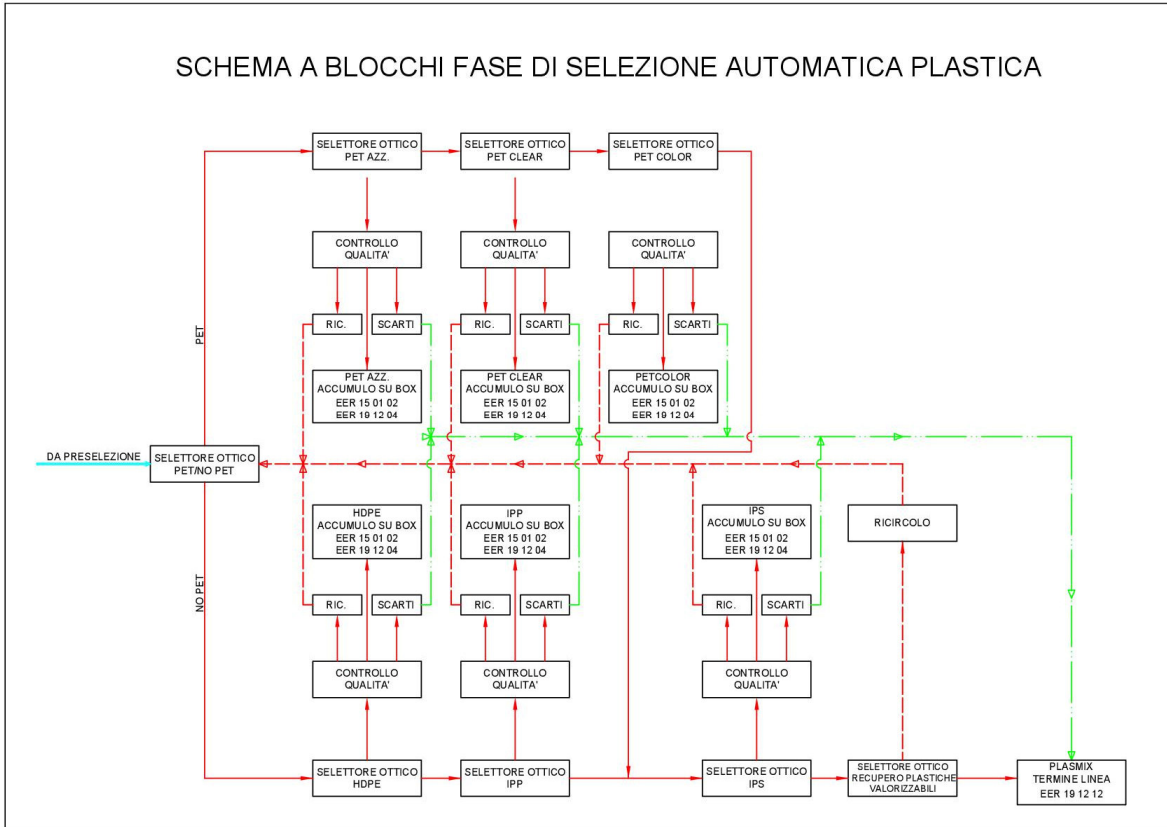 SCHEMA A BLOCCHI FASE DI SELEZIONE AUTOMATICA PLASTICA
SELETTORE OTTICO
PET AZZ.
SELETTORE OTTICO
PET CLEAR
SELETTORE OTTICO
PET COLOR
CONTROLLO
QUALITA'
CONTROLLO
QUALITA'
CONTROLLO
QUALITA'
PET
RIC.
SCARTI
RIC.
SCARTI
RIC.
SCARTI
PET AZZ.
ACCUMULO SU BOX
EER 15 01 02
EER 19 12 04
PET CLEAR
ACCUMULO SU BOX
EER 15 01 02
EER 19 12 04
PETCOLOR
ACCUMULO SU BOX
EER 15 01 02
EER 19 12 04
DA PRESELEZIONE
SELETTORE OTTICO
PET/NO PET
HDPE
ACCUMULO SU BOX
EER 15 01 02
EER 19 12 04
IPP
ACCUMULO SU BOX
EER 15 01 02
EER 19 12 04
IPS
ACCUMULO SU BOX
EER 15 01 02
EER 19 12 04
RICIRCOLO
NO PET
RIC.
SCARTI
RIC.
SCARTI
RIC.
SCARTI
CONTROLLO
QUALITA'
CONTROLLO
QUALITA'
CONTROLLO
QUALITA'
SELETTORE OTTICO
HDPE
SELETTORE OTTICO
IPP
SELETTORE OTTICO
IPS
SELETTORE OTTICO
RECUPERO PLASTICHE
VALORIZZABILI
PLASMIX
TERMINE LINEA
EER 19 12 12